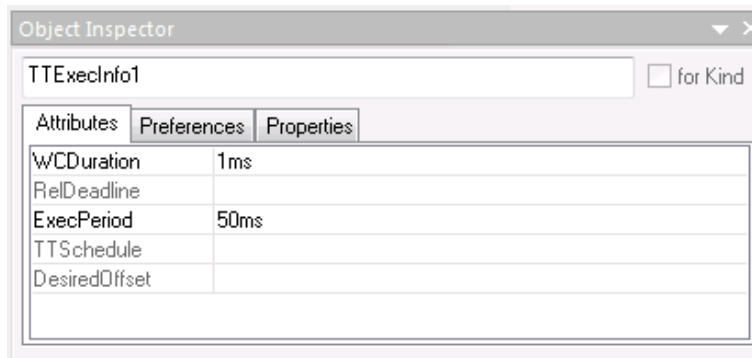 Object Inspector
TTExecInfo1
for Kind
Attributes Preferences Properties
WCDuration 1ms
RelDeadline
ExecPeriod 50ms
TTSchedule
DesiredOffset